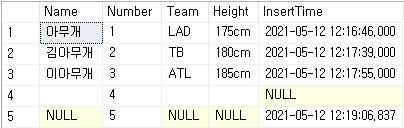 Name Number Team Height InsertTime
1 아무개 1 LAD 175cm 2021-05-12 12:16:46,000
2 김아무개 2 TB 180cm 2021-05-12 12:17:39,000
3 이아무개 3 ATL 185cm 2021-05-12 12:17:55,000
4 4 NULL
5 NULL 5 NULL NULL 2021-05-12 12:19:06,837